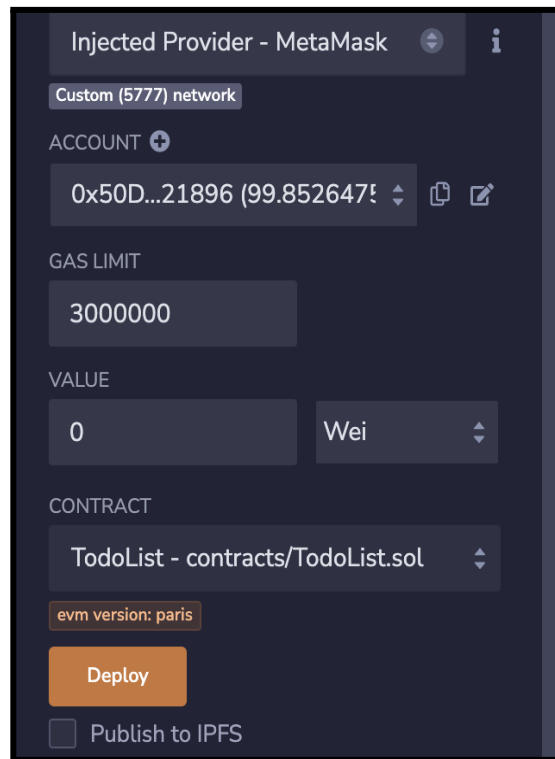 Injected Provider - MetaMask
Custom (5777) network
ACCOUNT
0x50D...21896 (99.8526475
GAS LIMIT
3000000
VALUE
0 Wei
CONTRACT
TodoList - contracts/TodoList.sol
evm version: paris
Deploy
Publish to IPFS